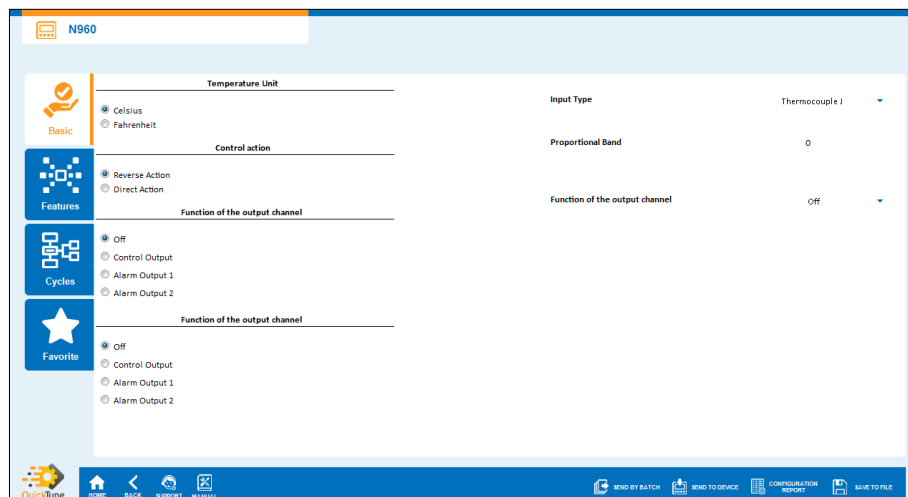 N960
Basic
Features
Cycles
Favorite
Temperature Unit
Celsius
Fahrenheit
Control action
Reverse Action
Direct Action
Function of the output channel
Off
Control Output
Alarm Output 1
Alarm Output 2
Function of the output channel
Off
Control Output
Alarm Output 1
Alarm Output 2
Input Type
Thermocouple J
Proportional Band
0
Function of the output channel
Off
QuickTune
HOME
BACK
SUPPORT
MANUAL
SEND BY BATCH
SEND TO DEVICE
CONFIGURATION
REPORT
SAVE TO FILE